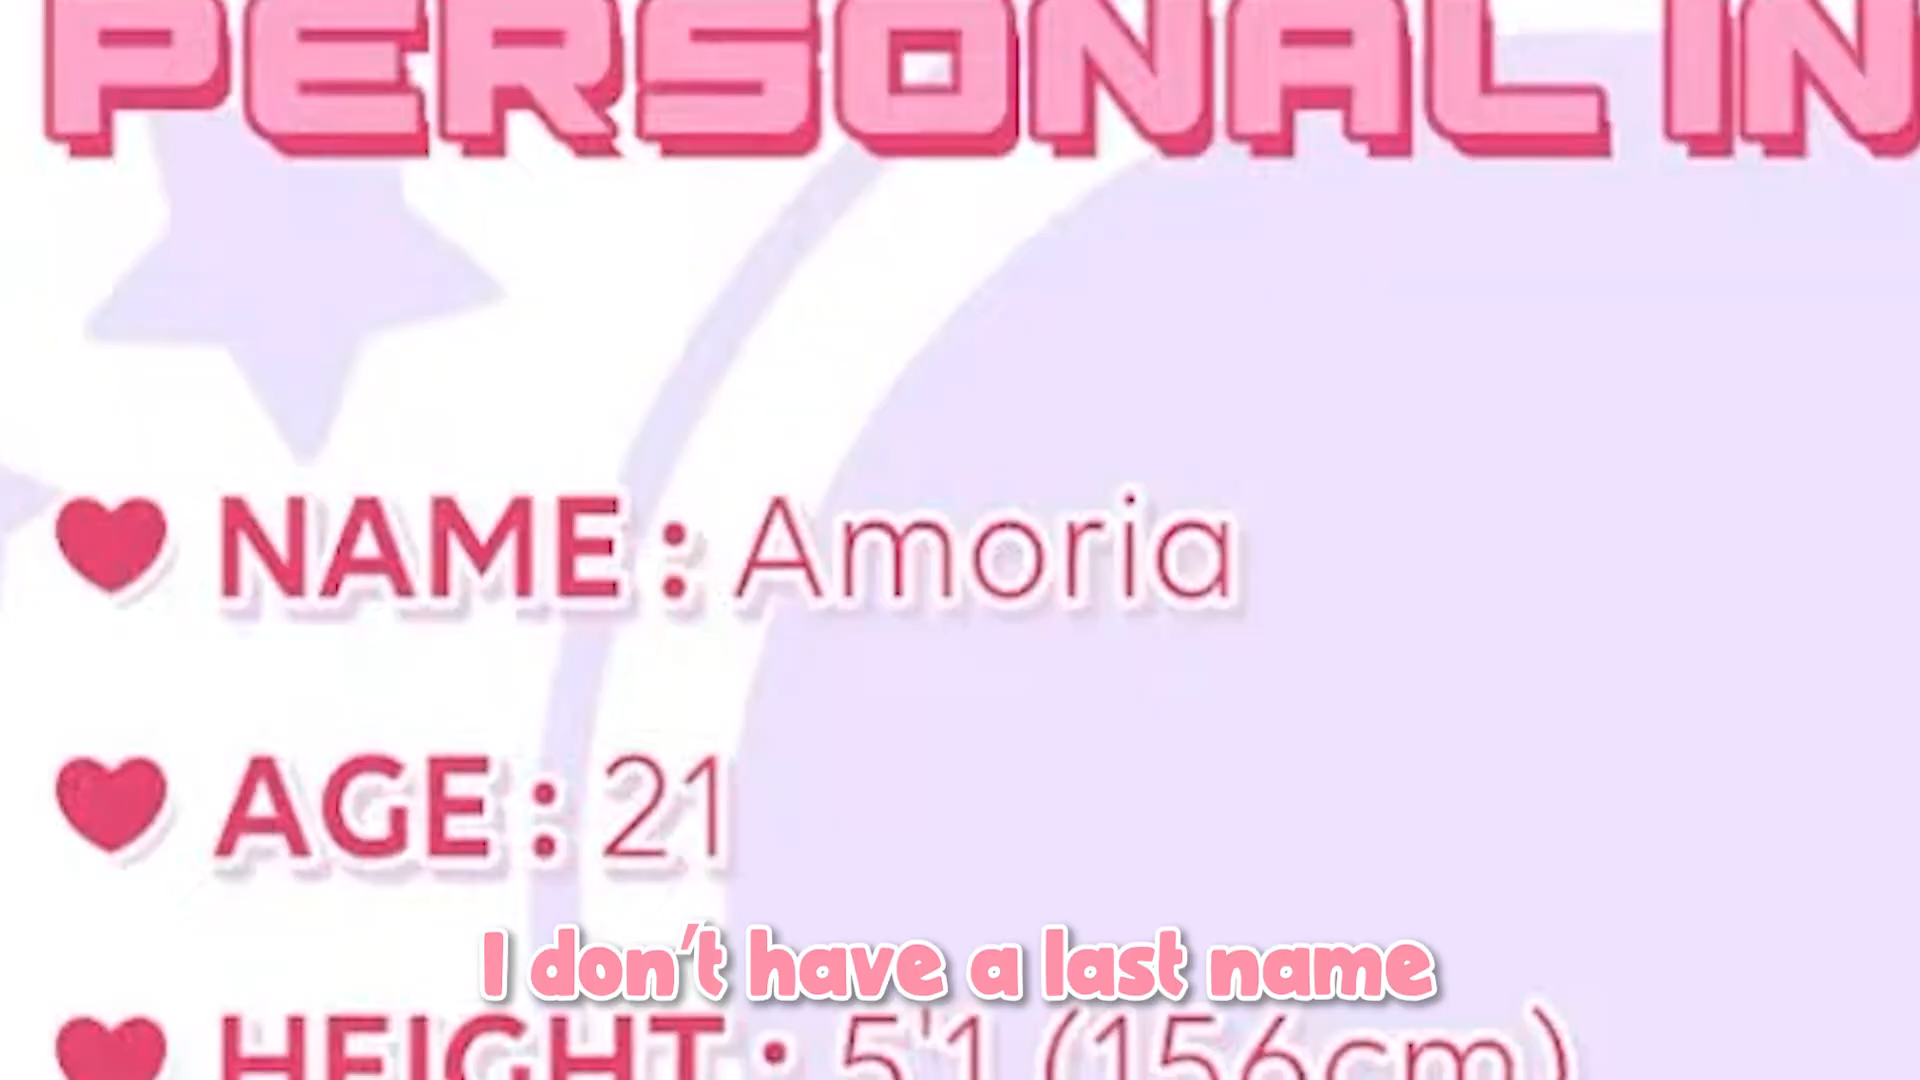 PERSONAL IN
NAME : Amoria
AGE : 21
I don't have a last name
HEIGHT : 5'1 (156cm)